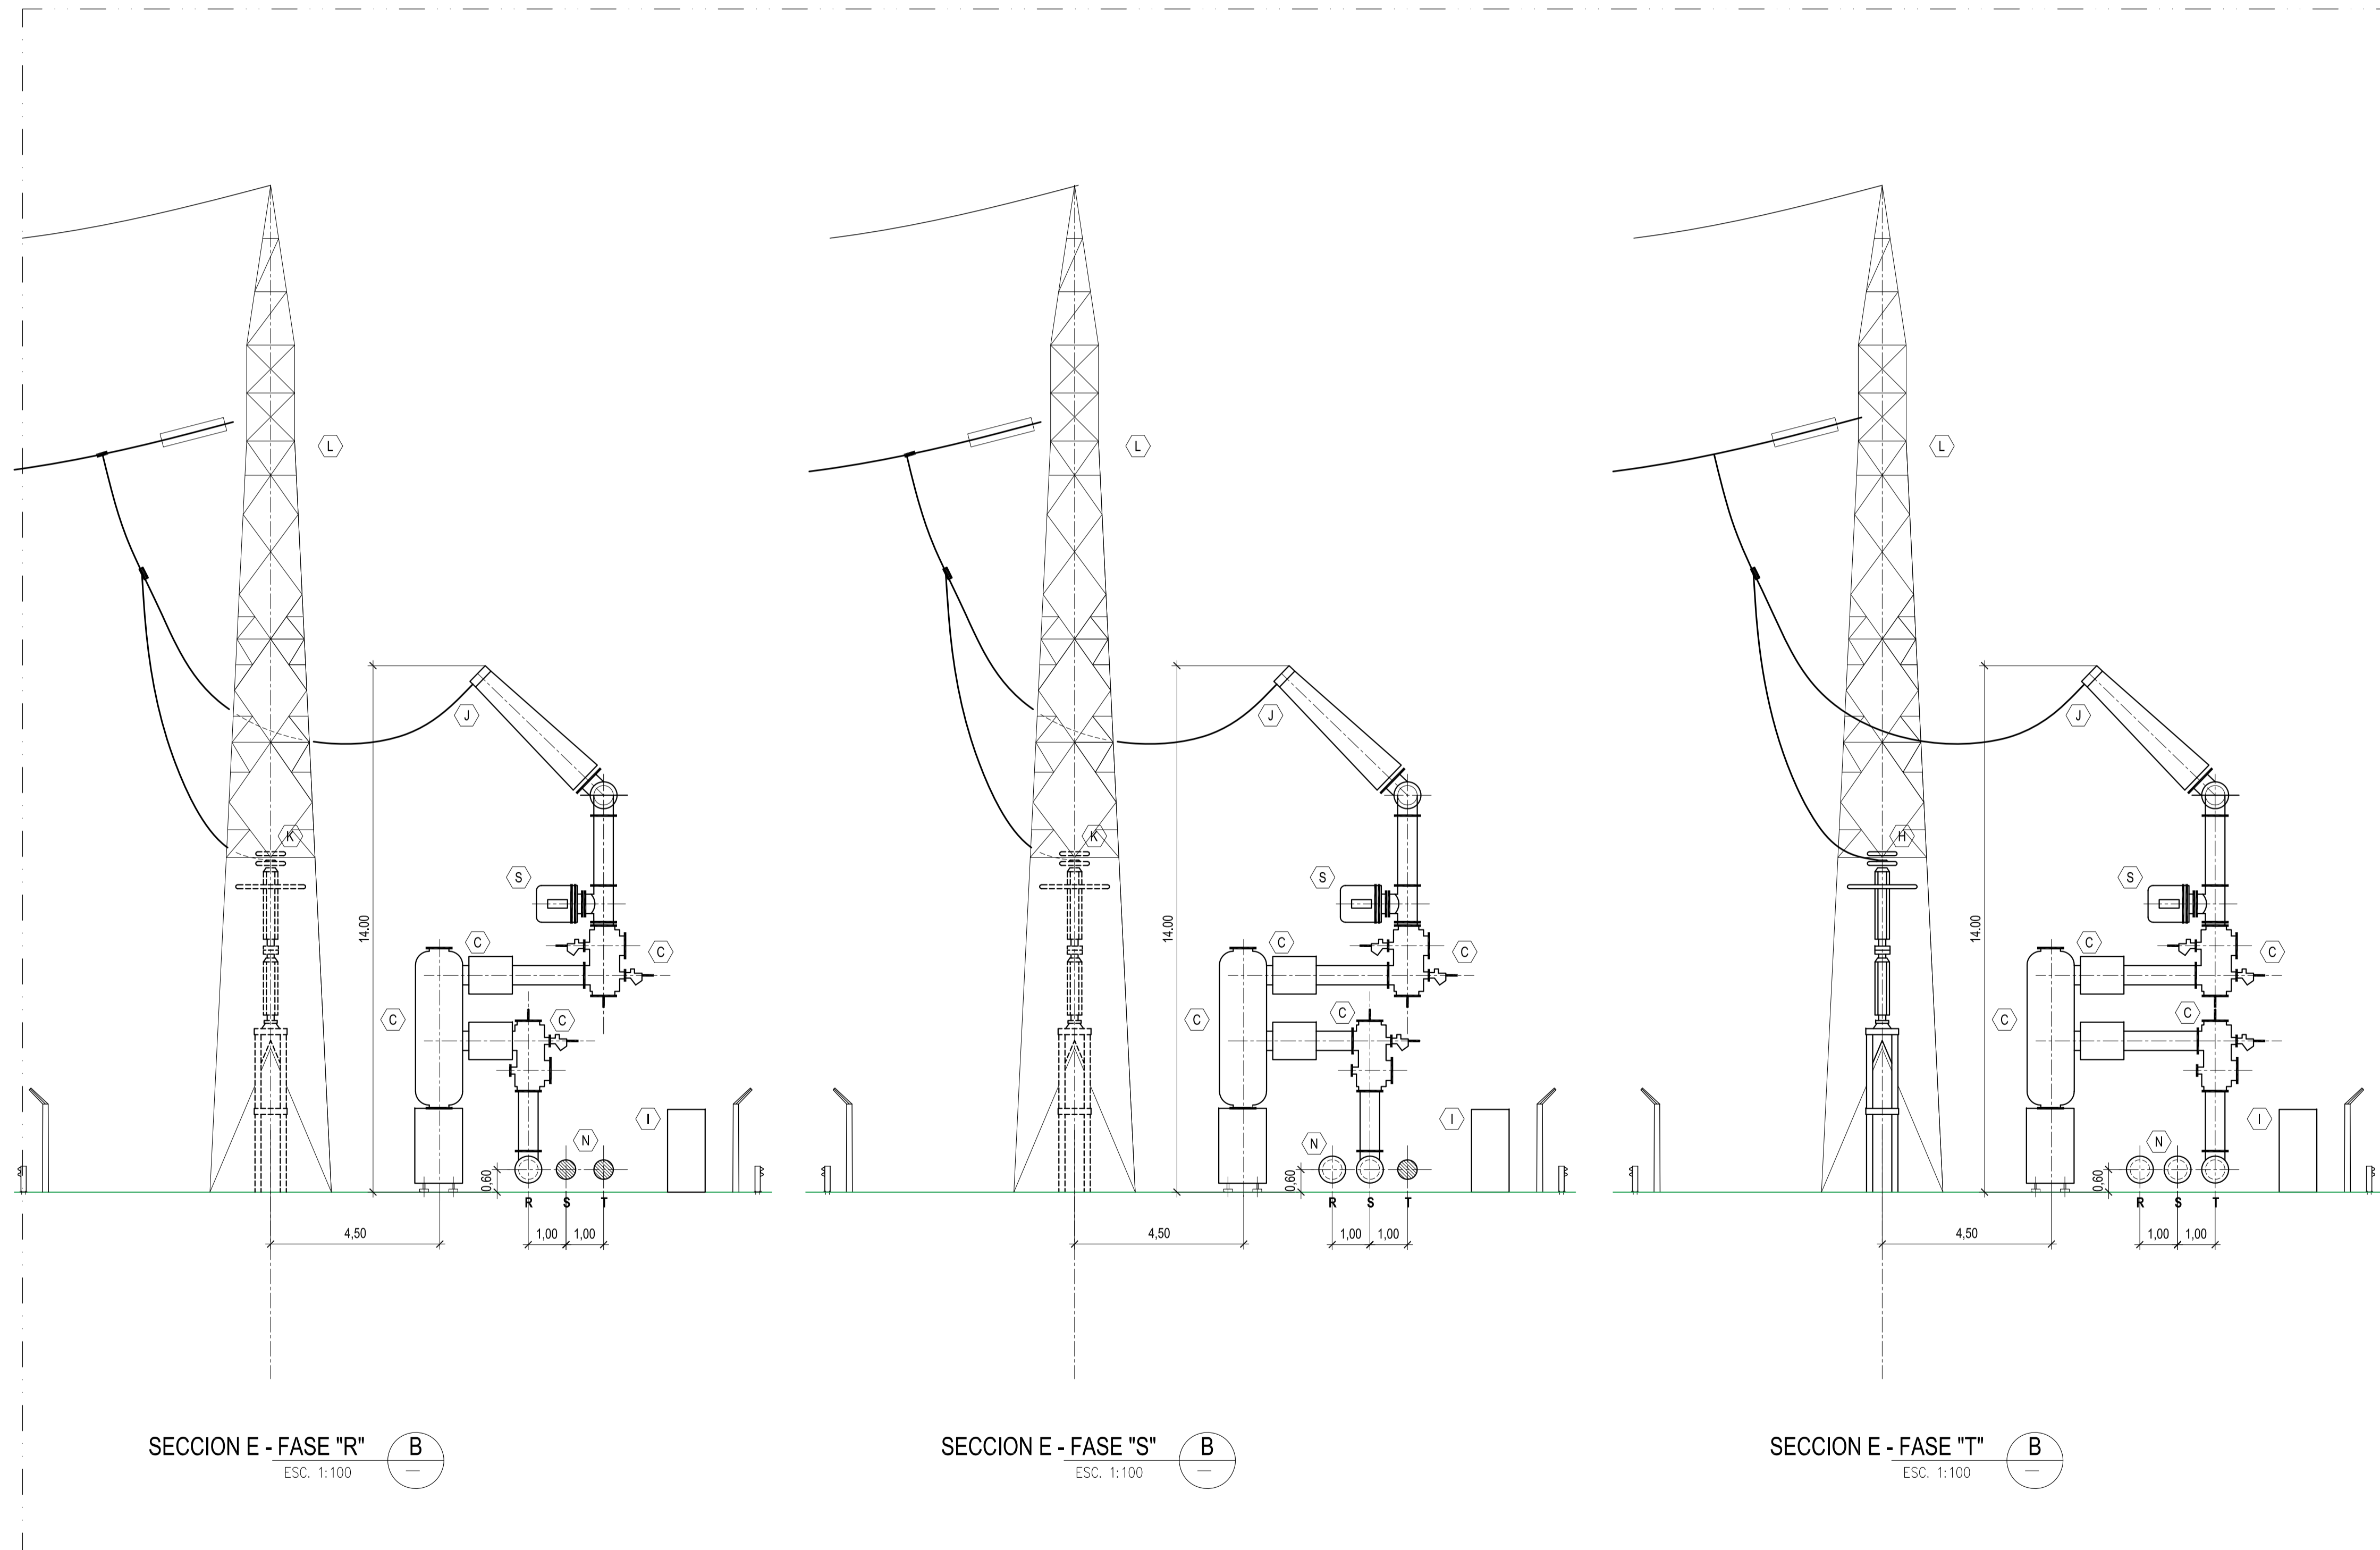 L
L
L
J
J
J
K
K
H
S
S
S
14.00
14.00
14.00
C
C
C
C
C
C
C
C
C
C
C
C
I
I
I
N
N
N
0,60
0,60
0,60
R S T
R S T
R S T
4,50
1,00 1,00
4,50
1,00 1,00
4,50
1,00 1,00
SECCION E - FASE "R"
ESC. 1:100
B
SECCION E - FASE "S"
ESC. 1:100
B
SECCION E - FASE "T"
ESC. 1:100
B